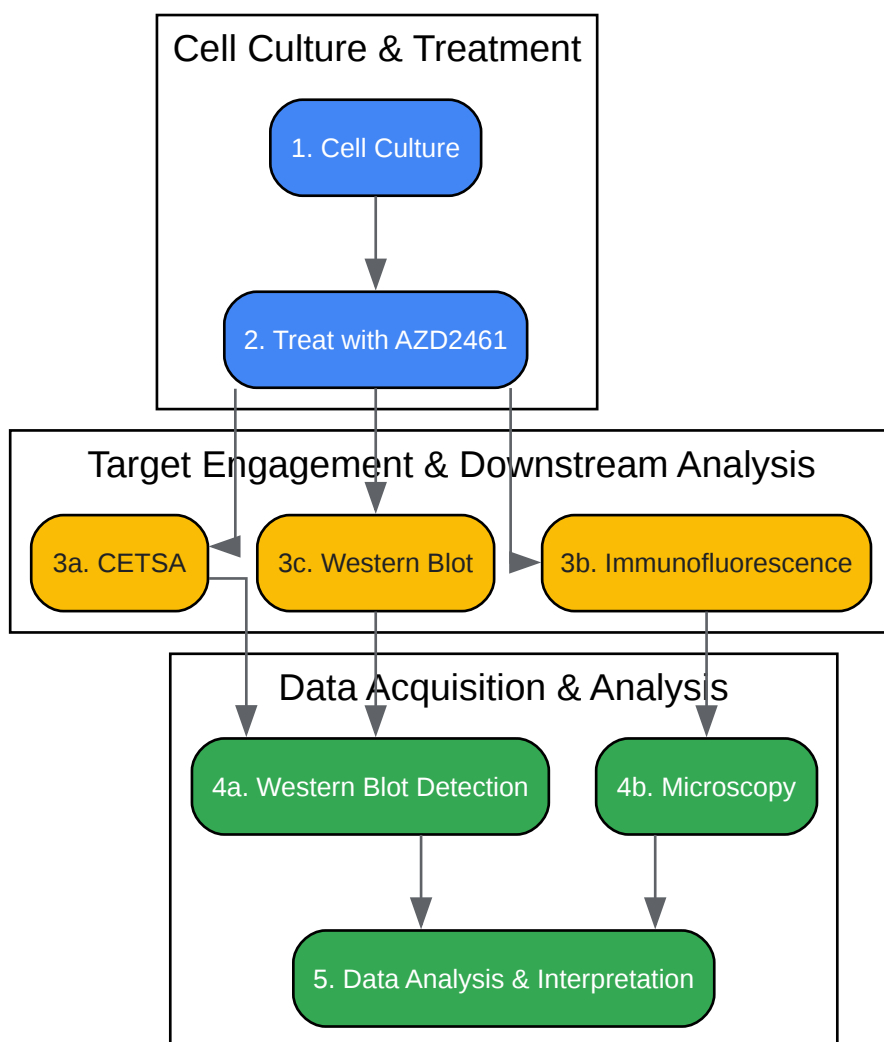 Cell Culture & Treatment
1. Cell Culture
2. Treat with AZD2461
Target Engagement & Downstream Analysis
3a. CETSA
3c. Western Blot
3b. Immunofluorescence
Data Acquisition & Analysis
4a. Western Blot Detection
4b. Microscopy
5. Data Analysis & Interpretation